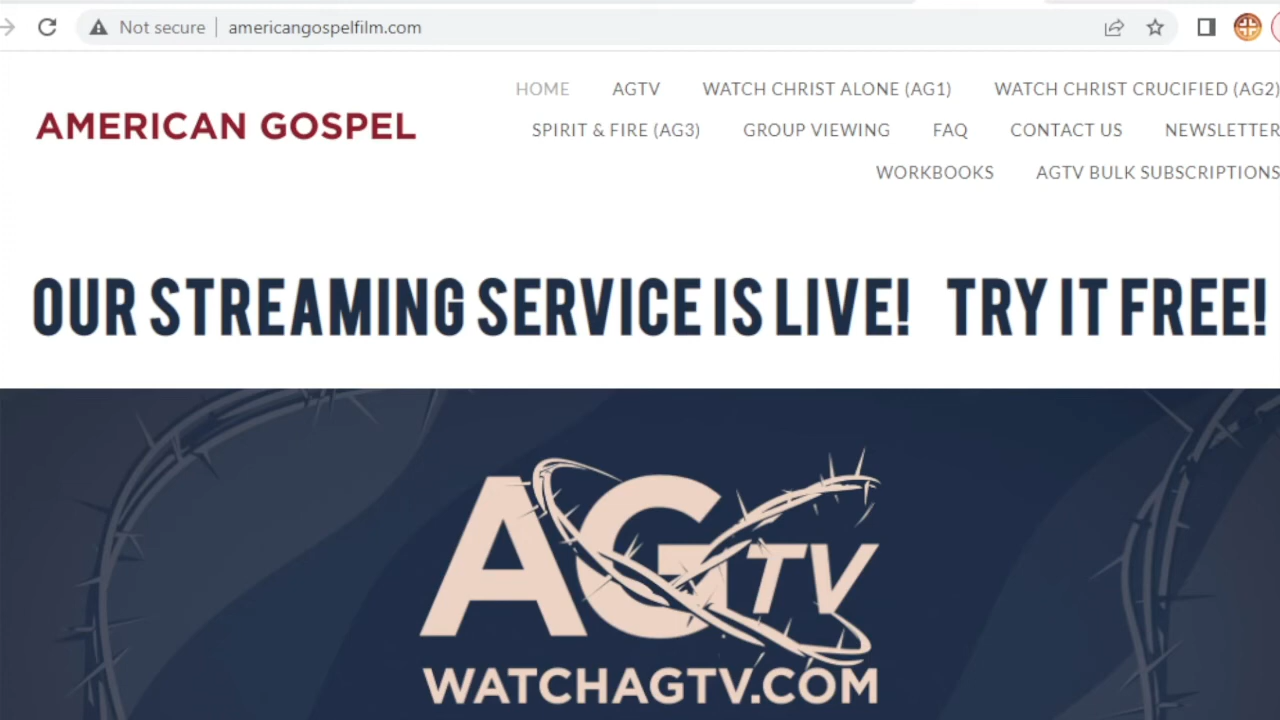 Not secure americangospelfilm.com
HOME AGTV WATCH CHRIST ALONE (AG1) WATCH CHRIST CRUCIFIED (AG2)
AMERICAN GOSPEL
SPIRIT & FIRE (AG3) GROUP VIEWING FAQ CONTACT US NEWSLETTER
WORKBOOKS AGTV BULK SUBSCRIPTIONS
OUR STREAMING SERVICE IS LIVE! TRY IT FREE!
AGTV
WATCHAGTV.COM